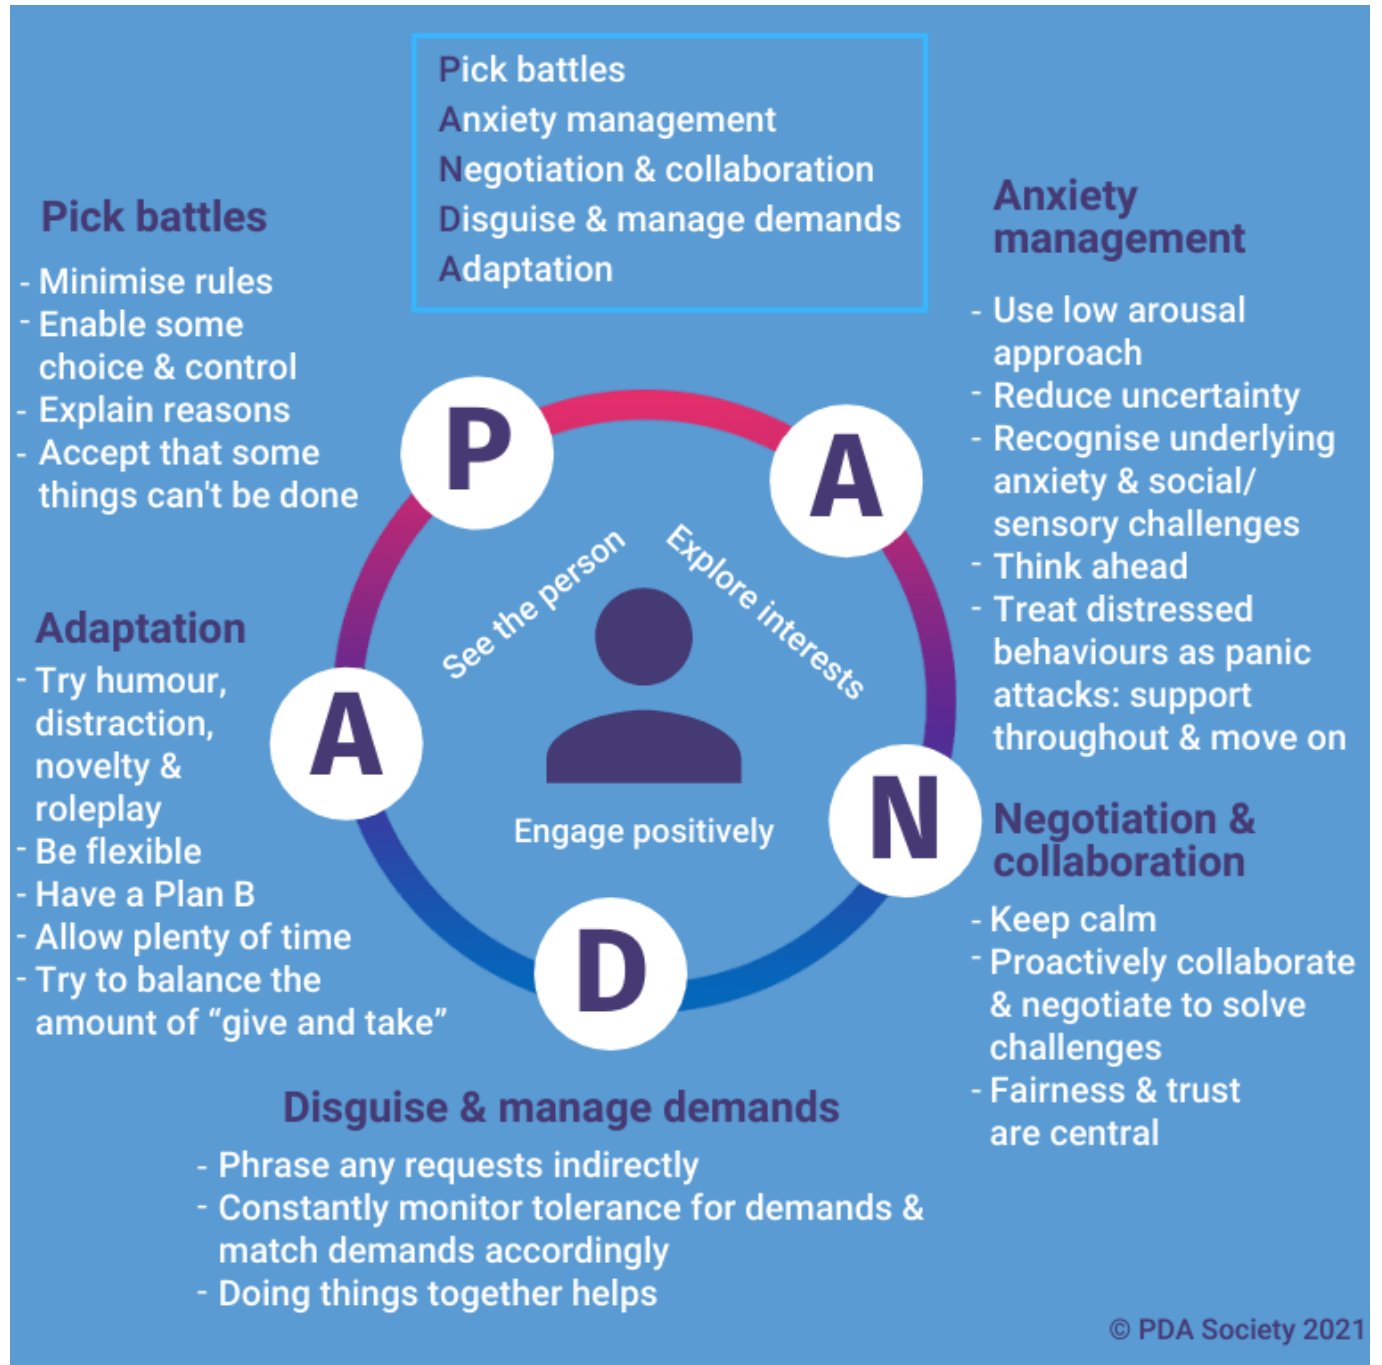 Pick battles
Anxiety management
Negotiation & collaboration
Disguise & manage demands
Adaptation
Pick battles
- Minimise rules
- Enable some
choice & control
- Explain reasons
- Accept that some
things can't be done
Anxiety
management
- Use low arousal
approach
- Reduce uncertainty
- Recognise underlying
anxiety & social/
sensory challenges
- Think ahead
- Treat distressed
behaviours as panic
attacks: support
throughout & move on
P
A
N
D
A
See the person
Explore interests
Engage positively
Adaptation
- Try humour,
distraction,
novelty &
roleplay
- Be flexible
- Have a Plan B
- Allow plenty of time
- Try to balance the
amount of “give and take”
Negotiation &
collaboration
- Keep calm
- Proactively collaborate
& negotiate to solve
challenges
- Fairness & trust
are central
Disguise & manage demands
- Phrase any requests indirectly
- Constantly monitor tolerance for demands &
match demands accordingly
- Doing things together helps
© PDA Society 2021